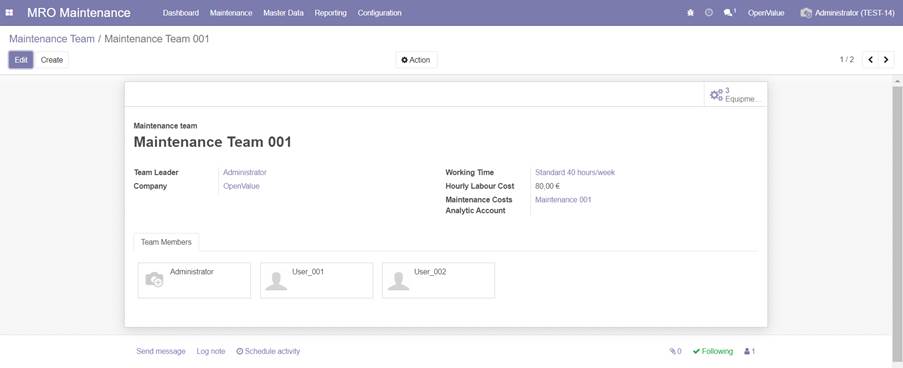 MRO Maintenance Dashboard Maintenance Master Data Reporting Configuration 1 OpenValue Administrator (TEST-14)
Maintenance Team / Maintenance Team 001
Edit Create Action 1 / 2
3
Equipme...
Maintenance team
Maintenance Team 001
Team Leader Administrator Working Time Standard 40 hours/week
Company OpenValue Hourly Labour Cost 80,00 €
Maintenance Costs Maintenance 001
Analytic Account
Team Members
Administrator User_001 User_002
Send message Log note Schedule activity 0 Following 1